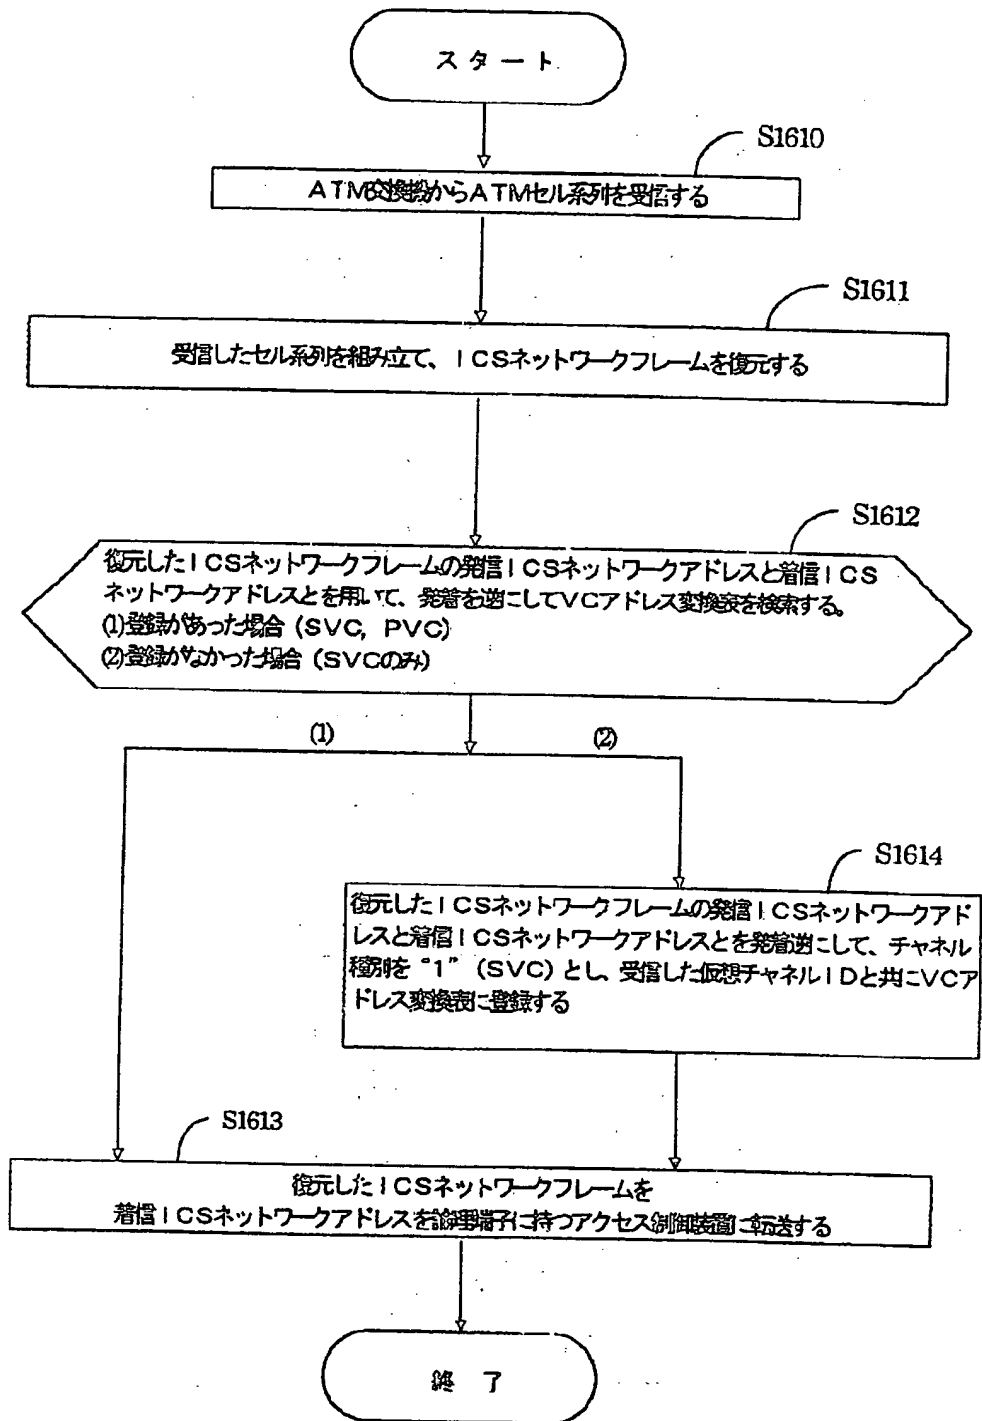 スタート
S1610
ATM交換機からATMセル系列を受信する
S1611
受信したセル系列を組み立て、ICSネットワークフレームを復元する
S1612
復元したICSネットワークフレームの発信ICSネットワークアドレスと着信ICS
ネットワークアドレスとを用いて、発着を逆にしてVCアドレス変換表を検索する。
(1)登録があった場合（SVC, PVC）
(2)登録がなかった場合（SVCのみ）
(1)
(2)
S1614
復元したICSネットワークフレームの発信ICSネットワークアド
レスと着信ICSネットワークアドレスとを発着逆にして、チャネル
種別を“1”（SVC）とし、受信した仮想チャネルIDと共にVCア
ドレス変換表に登録する
S1613
復元したICSネットワークフレームを
着信ICSネットワークアドレスを論理端子に持つアクセス制御装置に転送する
終 了